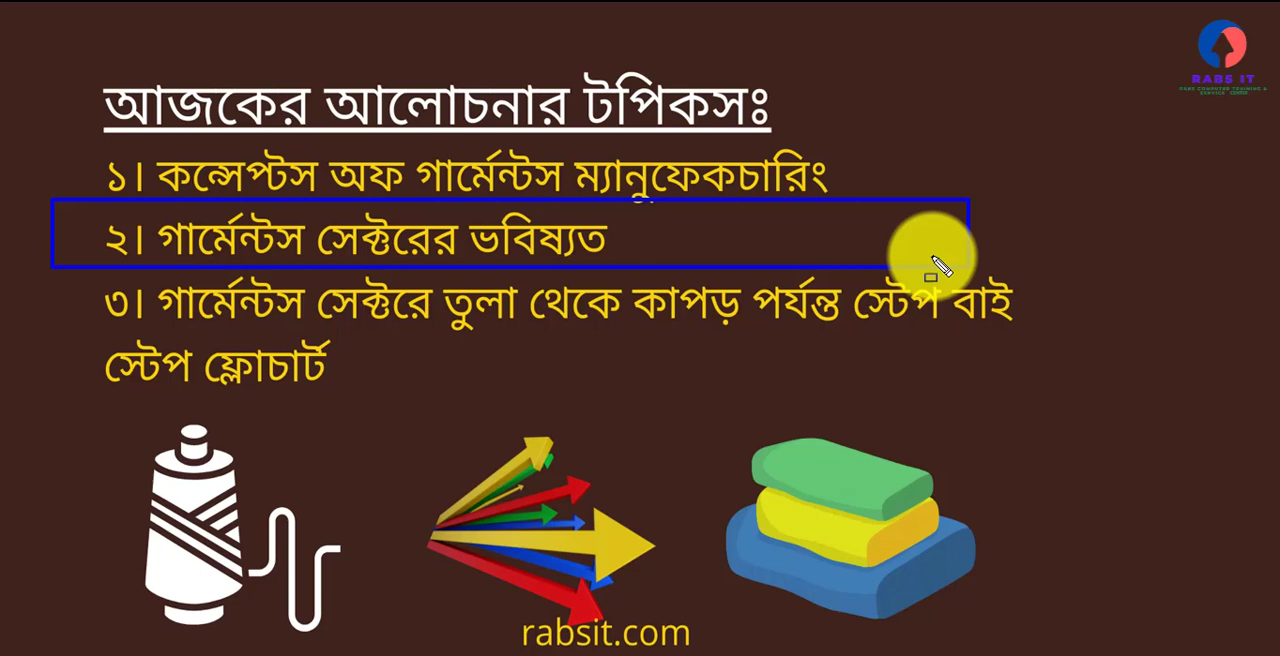 RABS IT
আজকের আলোচনার টপিকসঃ
১। কন্সেপ্টস অফ গার্মেন্টস ম্যানুফেকচারিং
২। গার্মেন্টস সেক্টরের ভবিষ্যত
৩। গার্মেন্টস সেক্টরে তুলা থেকে কাপড় পর্যন্ত স্টেপ বাই
স্টেপ ফ্লোচার্ট
rabsit.com